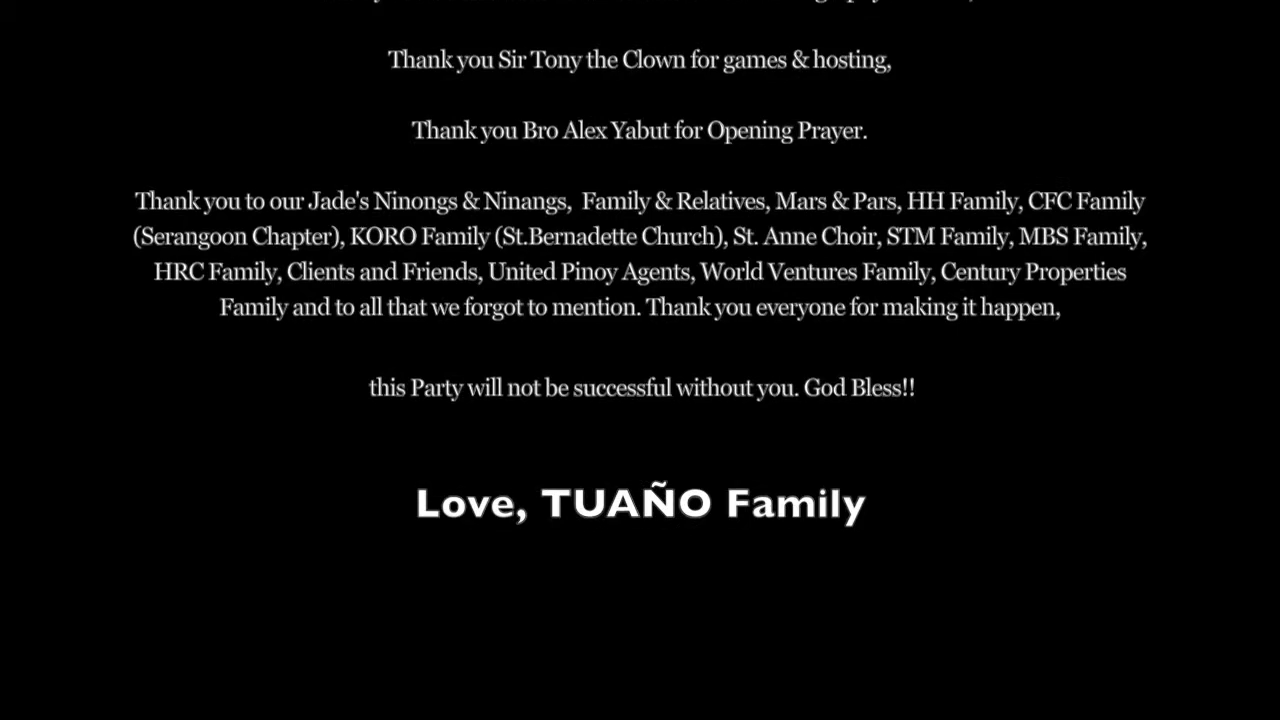 Thank you Sir Tony the Clown for games & hosting,
Thank you Bro Alex Yabut for Opening Prayer.
Thank you to our Jade's Ninongs & Ninangs,  Family & Relatives, Mars & Pars, HH Family, CFC Family
(Serangoon Chapter), KORO Family (St.Bernadette Church), St. Anne Choir, STM Family, MBS Family,
HRC Family, Clients and Friends, United Pinoy Agents, World Ventures Family, Century Properties
Family and to all that we forgot to mention. Thank you everyone for making it happen,
this Party will not be successful without you. God Bless!!
Love, TUAÑO Family